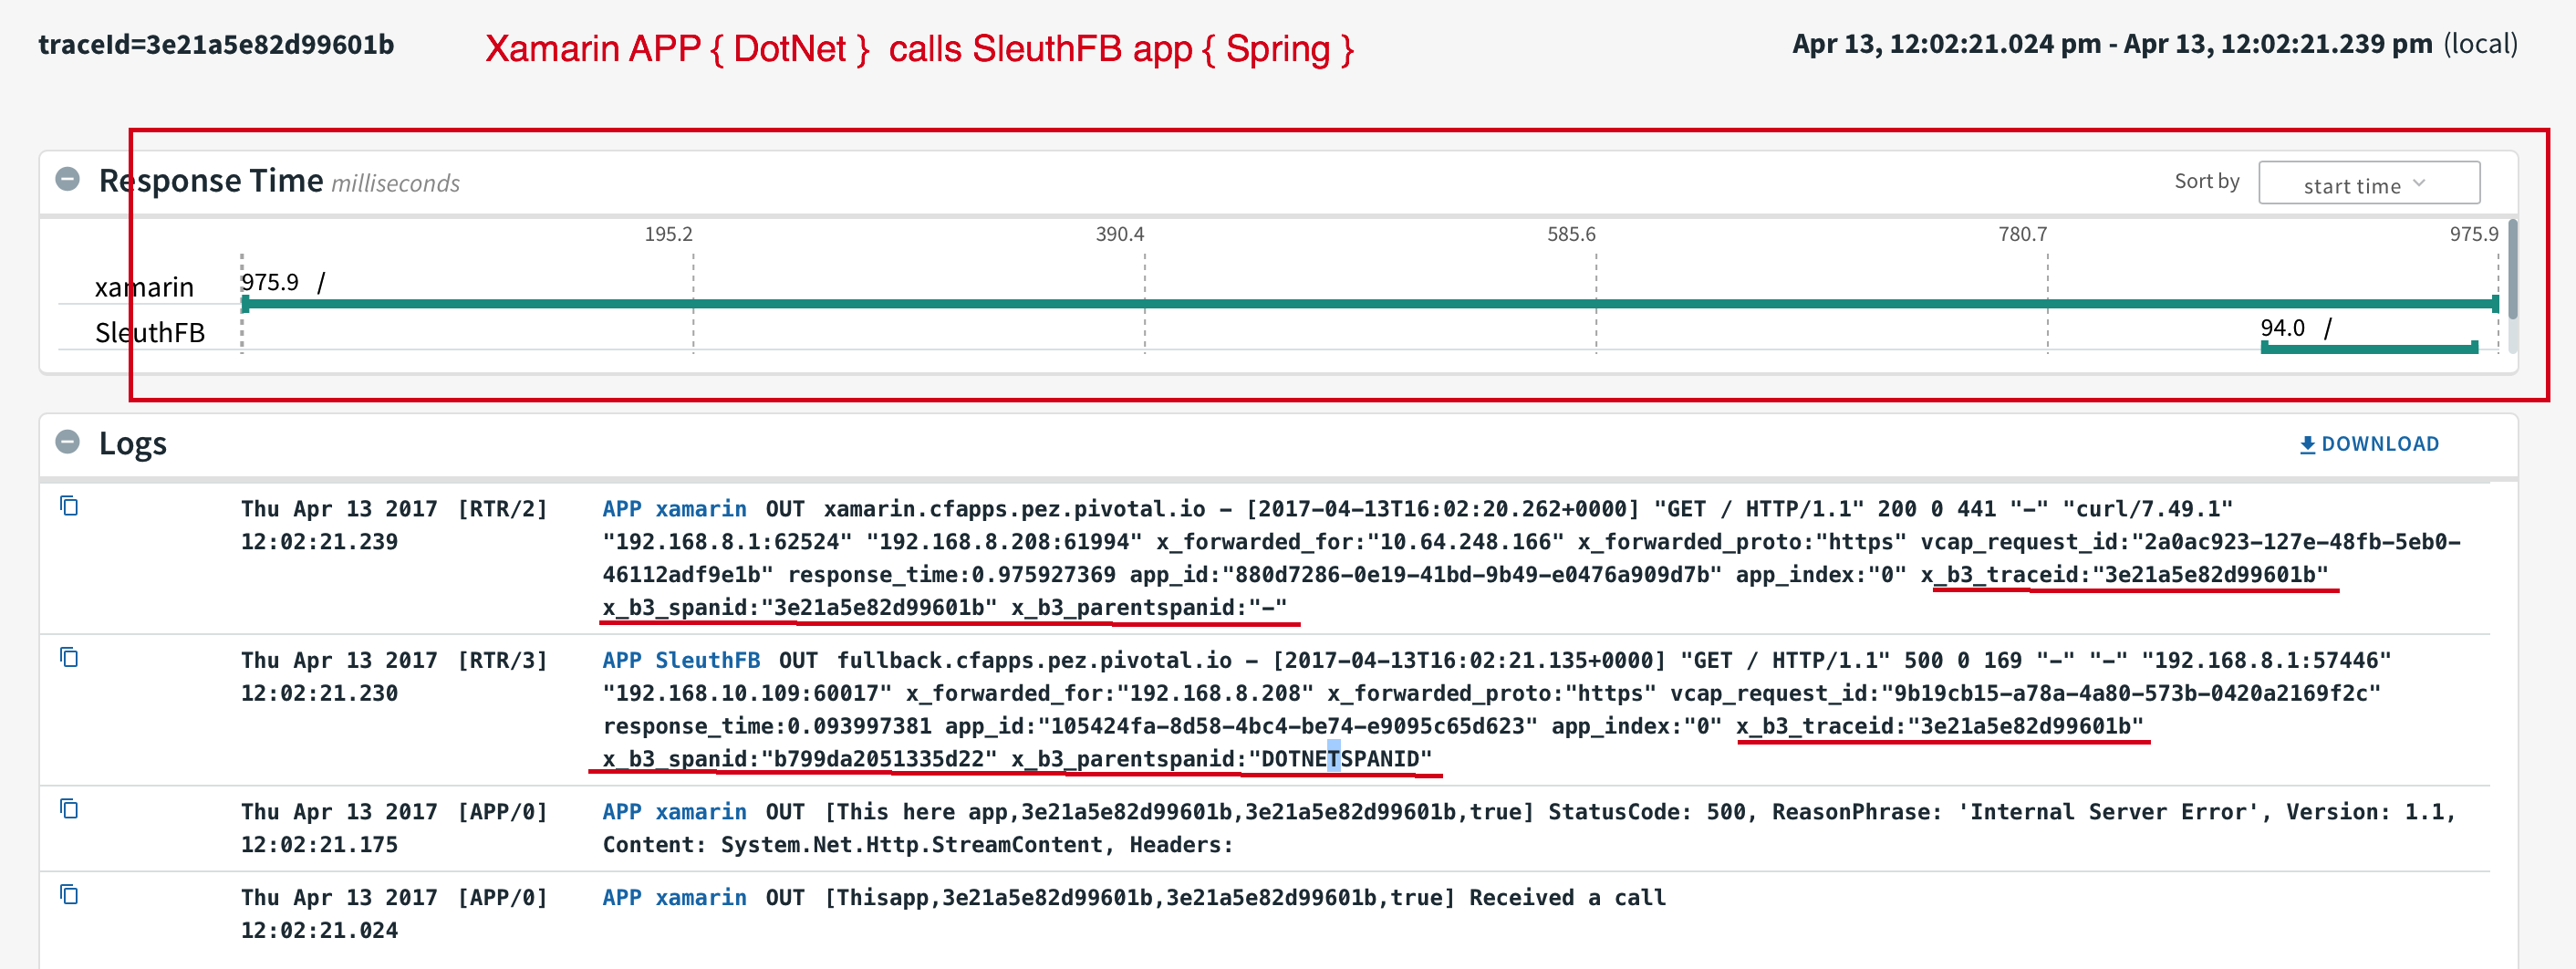 traceId=3e21a5e82d99601b
Xamarin APP { DotNet } calls SleuthFB app { Spring }
Apr 13, 12:02:21.024 pm - Apr 13, 12:02:21.239 pm (local)
Response Time milliseconds
Sort by start time
195.2 390.4 585.6 780.7 975.9
xamarin 975.9 /
SleuthFB 94.0 /
Logs
DOWNLOAD
Thu Apr 13 2017 [RTR/2] APP xamarin OUT xamarin.cfapps.pez.pivotal.io - [2017-04-13T16:02:20.262+0000] "GET / HTTP/1.1" 200 0 441 "-" "curl/7.49.1"
12:02:21.239 "192.168.8.1:62524" "192.168.8.208:61994" x_forwarded_for:"10.64.248.166" x_forwarded_proto:"https" vcap_request_id:"2a0ac923-127e-48fb-5eb0-
46112adf9e1b" response_time:0.975927369 app_id:"880d7286-0e19-41bd-9b49-e0476a909d7b" app_index:"0" x_b3_traceid:"3e21a5e82d99601b"
x_b3_spanid:"3e21a5e82d99601b" x_b3_parentspanid:"-"
Thu Apr 13 2017 [RTR/3] APP SleuthFB OUT fullback.cfapps.pez.pivotal.io - [2017-04-13T16:02:21.135+0000] "GET / HTTP/1.1" 500 0 169 "-" "-" "192.168.8.1:57446"
12:02:21.230 "192.168.10.109:60017" x_forwarded_for:"192.168.8.208" x_forwarded_proto:"https" vcap_request_id:"9b19cb15-a78a-4a80-573b-0420a2169f2c"
response_time:0.093997381 app_id:"105424fa-8d58-4bc4-be74-e9095c65d623" app_index:"0" x_b3_traceid:"3e21a5e82d99601b"
x_b3_spanid:"b799da2051335d22" x_b3_parentspanid:"DOTNETSPANID"
Thu Apr 13 2017 [APP/0] APP xamarin OUT [This here app,3e21a5e82d99601b,3e21a5e82d99601b,true] StatusCode: 500, ReasonPhrase: 'Internal Server Error', Version: 1.1,
12:02:21.175 Content: System.Net.Http.StreamContent, Headers:
Thu Apr 13 2017 [APP/0] APP xamarin OUT [Thisapp,3e21a5e82d99601b,3e21a5e82d99601b,true] Received a call
12:02:21.024